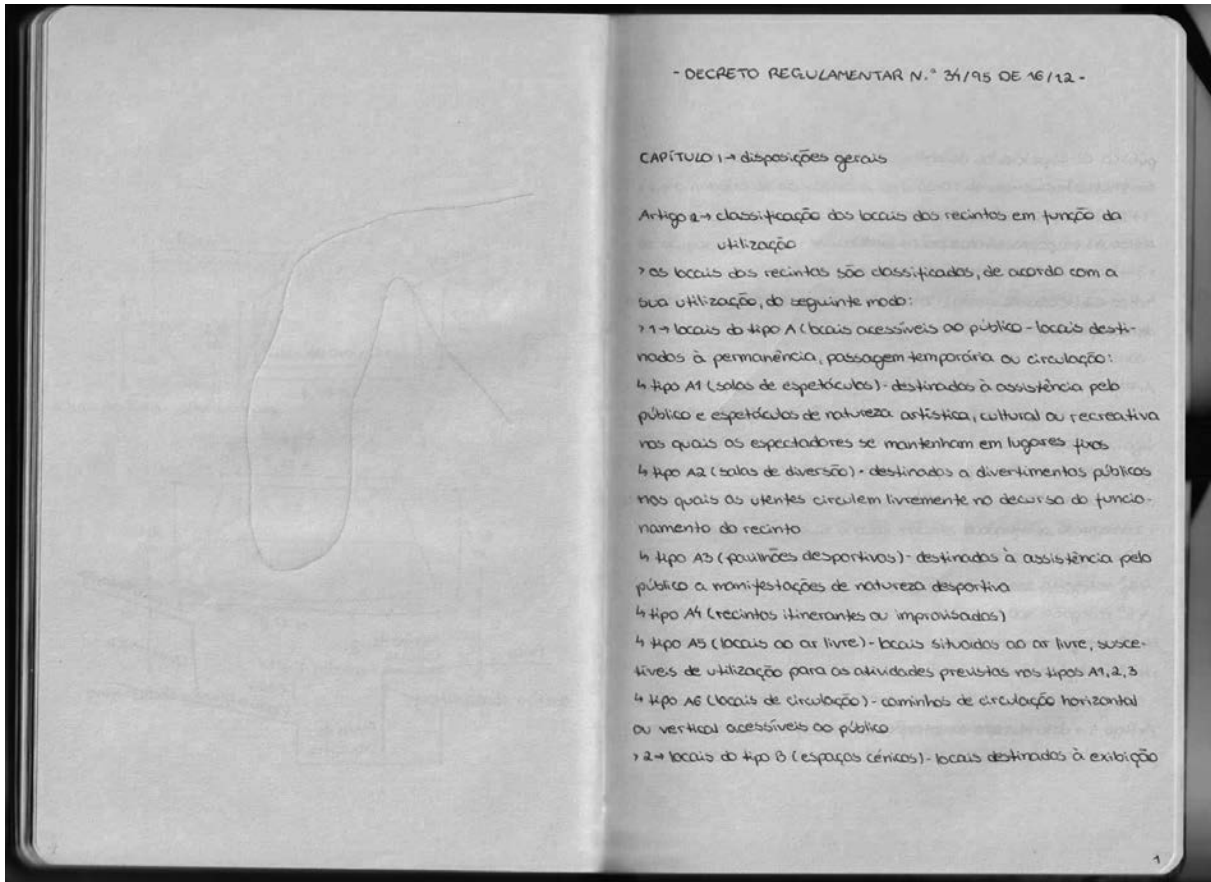 - DECRETO REGULAMENTAR N.º 34/95 DE 16/12 -
CAPÍTULO 1→ disposições gerais
Artigo 2→ classificação dos locais dos recintos em função da
utilização
> os locais dos recintos são classificados, de acordo com a
sua utilização, do seguinte modo:
> 1→ locais do tipo A (locais acessíveis ao público - locais desti-
nados à permanência, passagem temporária ou circulação:
↳ tipo A1 (salas de espetáculos) - destinados à assistência pelo
público e espetáculos de natureza artística, cultural ou recreativa
nos quais os espectadores se mantenham em lugares fixos
↳ tipo A2 (salas de diversão) - destinados a divertimentos públicos
nos quais os utentes circulem livremente no decurso do funcio-
namento do recinto
↳ tipo A3 (pavilhões desportivos) - destinados à assistência pelo
público a manifestações de natureza desportiva
↳ tipo A4 (recintos itinerantes ou improvisados)
↳ tipo A5 (locais ao ar livre) - locais situados ao ar livre, susce-
tíveis de utilização para as atividades previstas nos tipos A1, 2, 3
↳ tipo A6 (locais de circulação) - caminhos de circulação horizontal
ou vertical acessíveis ao público
> 2→ locais do tipo B (espaços cénicos) - locais destinados à exibição
1